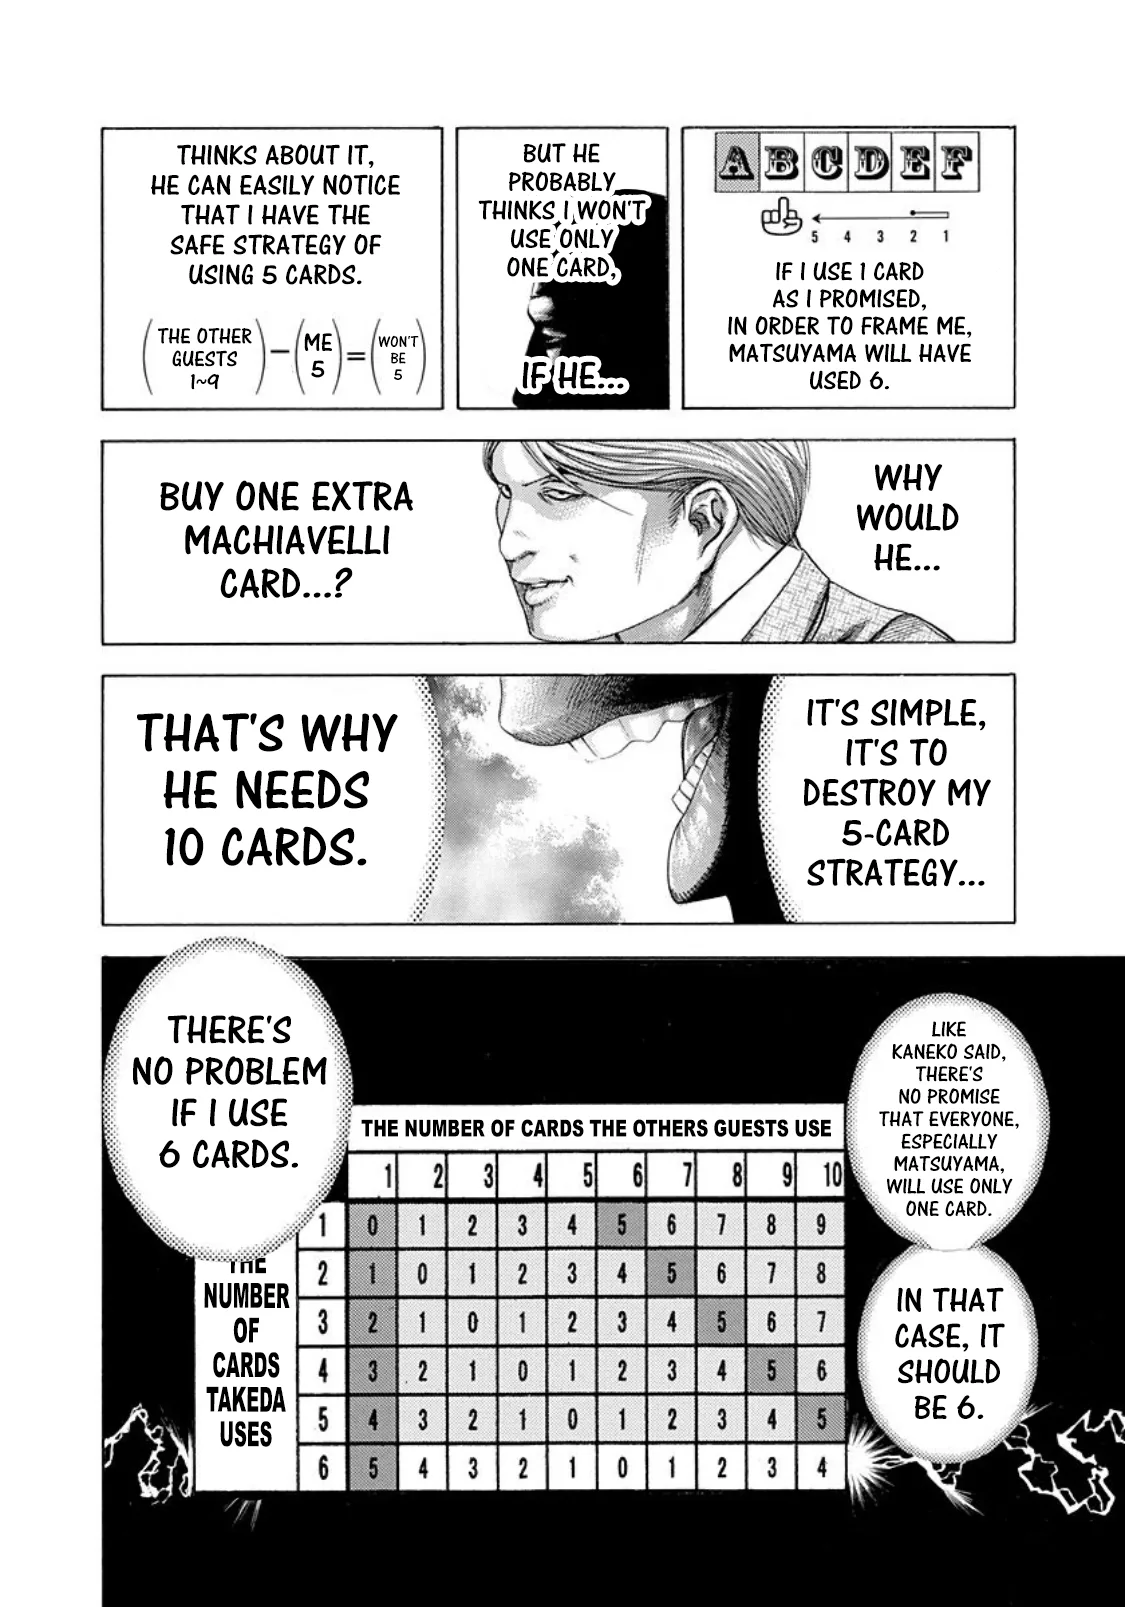 A B C D E F
5 4 3 2 1
IF I USE 1 CARD
AS I PROMISED,
IN ORDER TO FRAME ME,
MATSUYAMA WILL HAVE
USED 6.
BUT HE
PROBABLY
THINKS I WON'T
USE ONLY
ONE CARD,
IF HE...
THINKS ABOUT IT,
HE CAN EASILY NOTICE
THAT I HAVE THE
SAFE STRATEGY OF
USING 5 CARDS.
(THE OTHER GUESTS 1~9) - (ME 5) = (WON'T BE 5)
WHY
WOULD
HE...
BUY ONE EXTRA
MACHIAVELLI
CARD...?
IT'S SIMPLE,
IT'S TO
DESTROY MY
5-CARD
STRATEGY...
THAT'S WHY
HE NEEDS
10 CARDS.
LIKE
KANEKO SAID,
THERE'S
NO PROMISE
THAT EVERYONE,
ESPECIALLY
MATSUYAMA,
WILL USE ONLY
ONE CARD.
IN THAT
CASE, IT
SHOULD
BE 6.
THERE'S
NO PROBLEM
IF I USE
6 CARDS.
THE NUMBER OF CARDS THE OTHERS GUESTS USE
1 2 3 4 5 6 7 8 9 10
THE
NUMBER
OF
CARDS
TAKEDA
USES
1 0 1 2 3 4 5 6 7 8 9
2 1 0 1 2 3 4 5 6 7 8
3 2 1 0 1 2 3 4 5 6 7
4 3 2 1 0 1 2 3 4 5 6
5 4 3 2 1 0 1 2 3 4 5
6 5 4 3 2 1 0 1 2 3 4